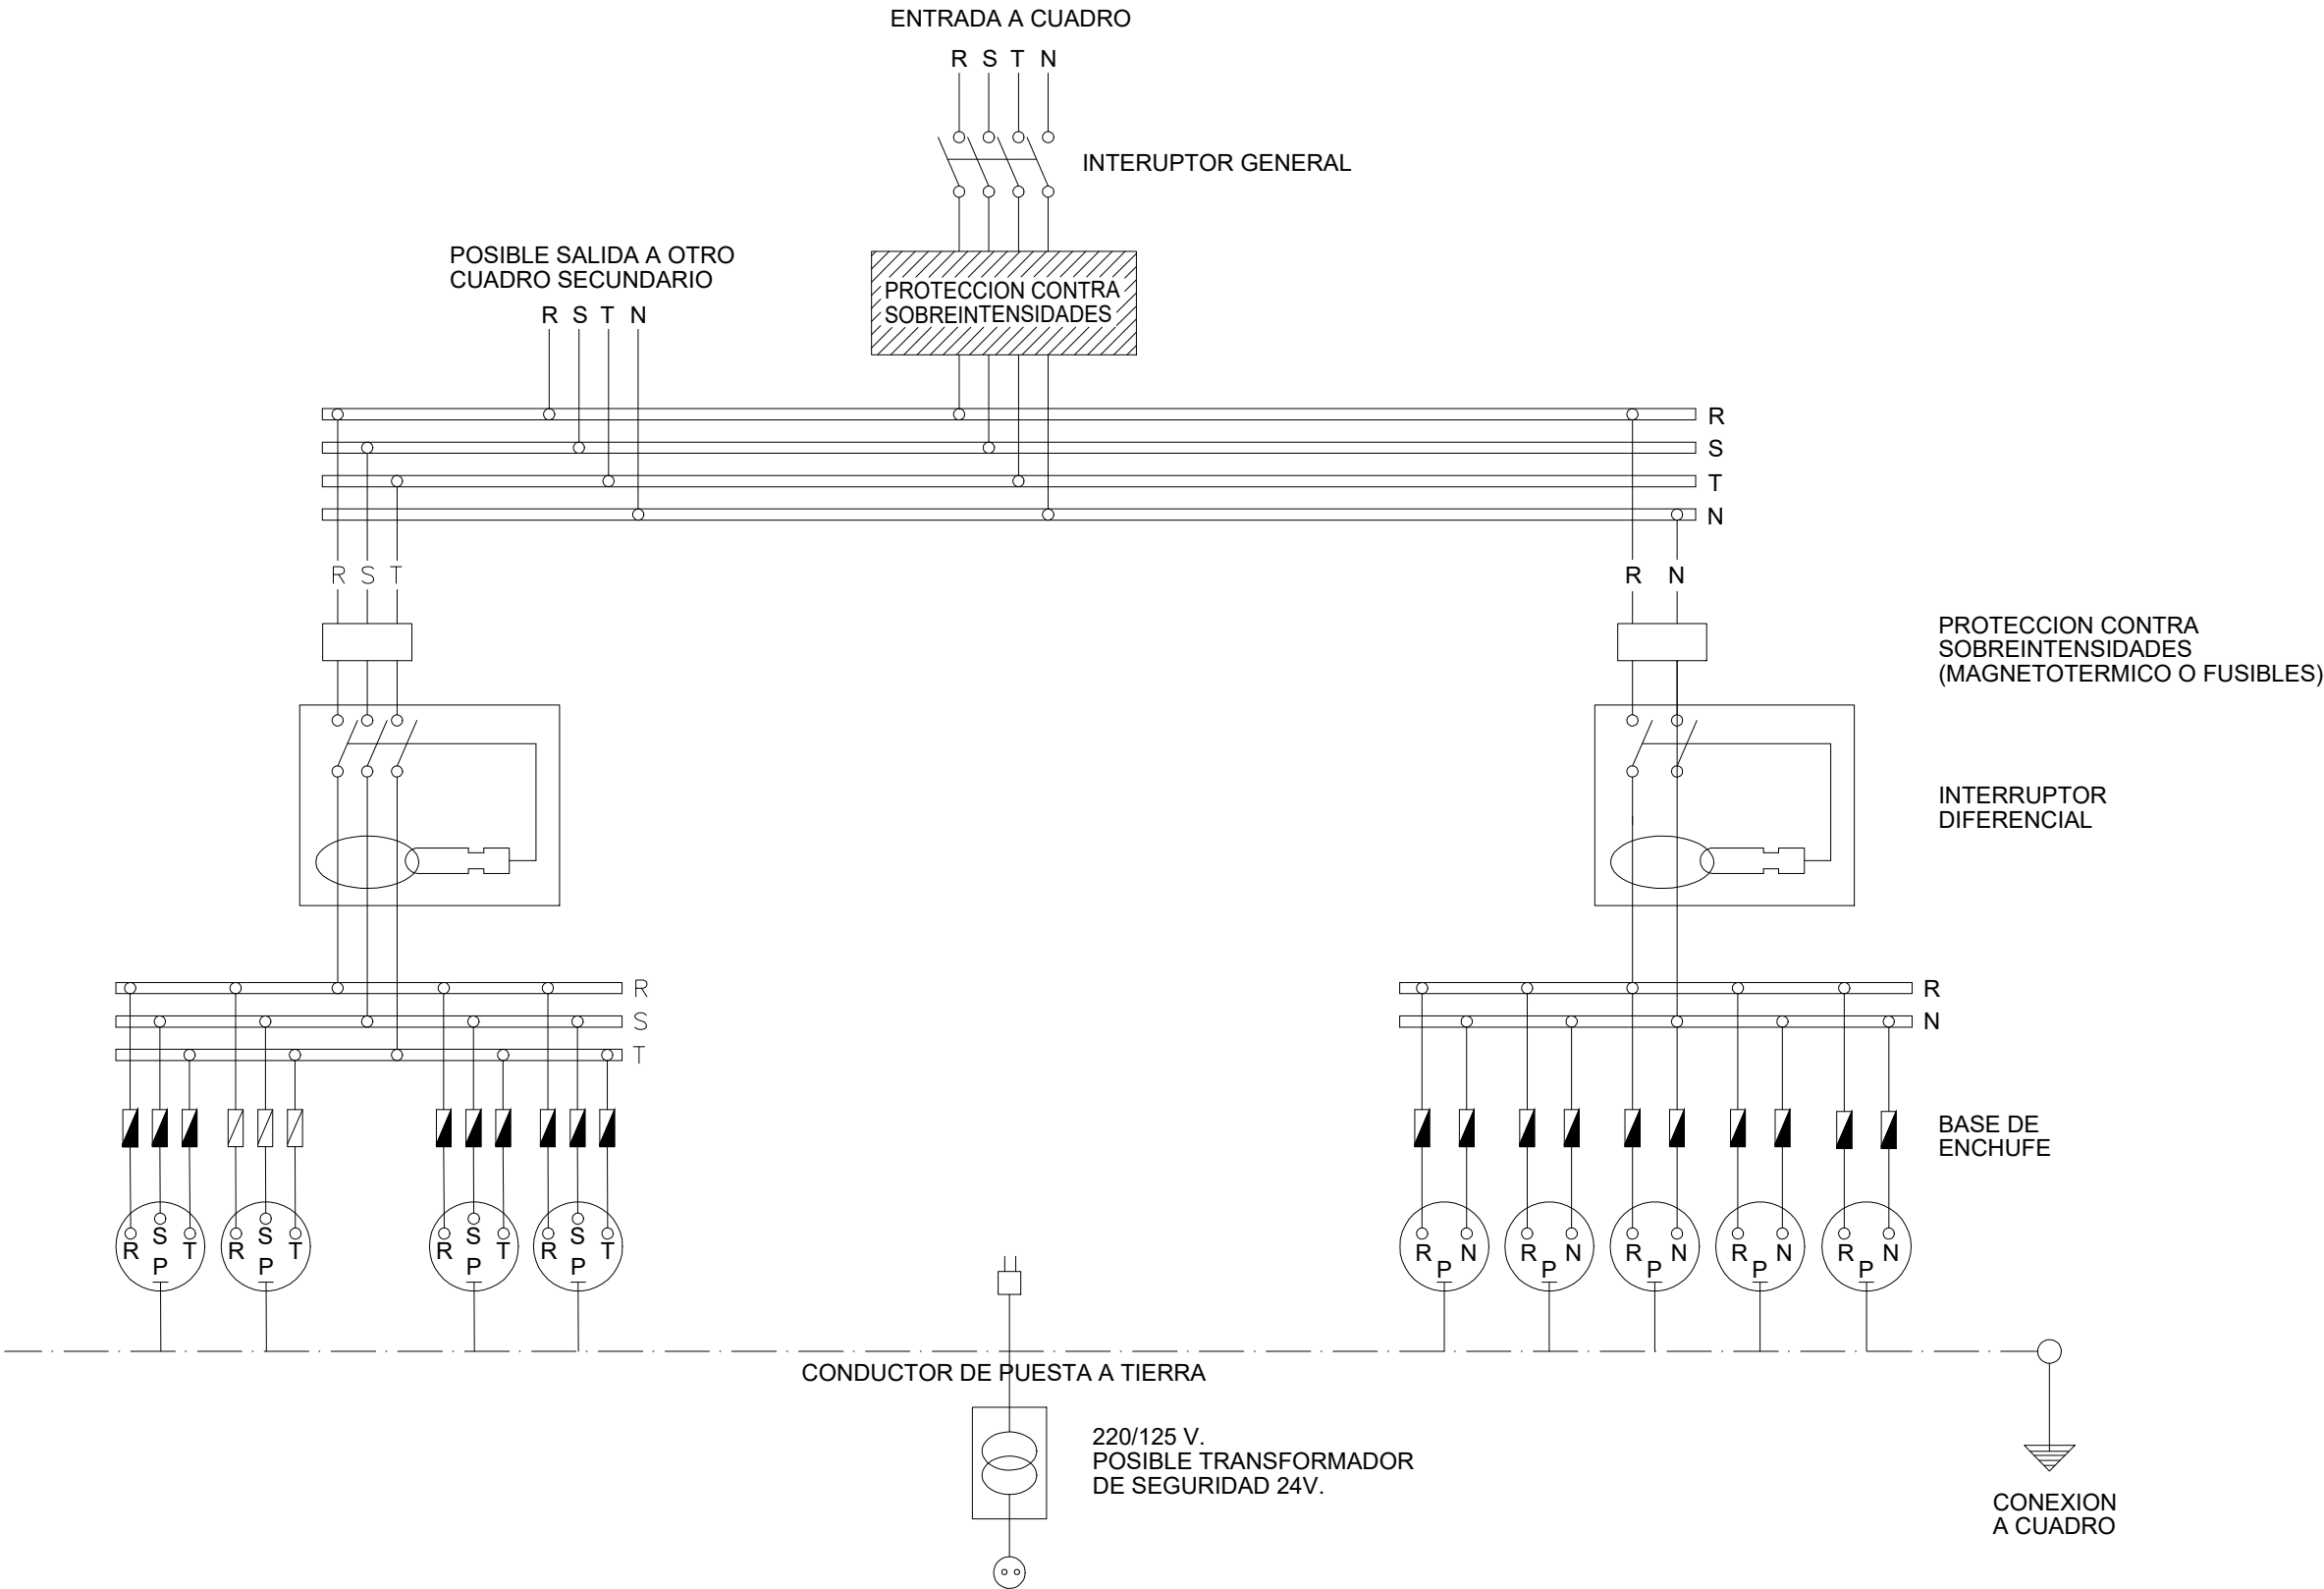 ENTRADA A CUADRO
R S T N
INTERUPTOR GENERAL
POSIBLE SALIDA A OTRO
CUADRO SECUNDARIO
R S T N
PROTECCION CONTRA
SOBREINTENSIDADES
R
S
T
N
R S T
R N
PROTECCION CONTRA
SOBREINTENSIDADES
(MAGNETOTERMICO O FUSIBLES)
INTERRUPTOR
DIFERENCIAL
R
S
T
R
N
BASE DE
ENCHUFE
R S T P
R S T P
R S T P
R S T P
R P N
R P N
R P N
R P N
R P N
CONDUCTOR DE PUESTA A TIERRA
220/125 V.
POSIBLE TRANSFORMADOR
DE SEGURIDAD 24V.
CONEXION
A CUADRO